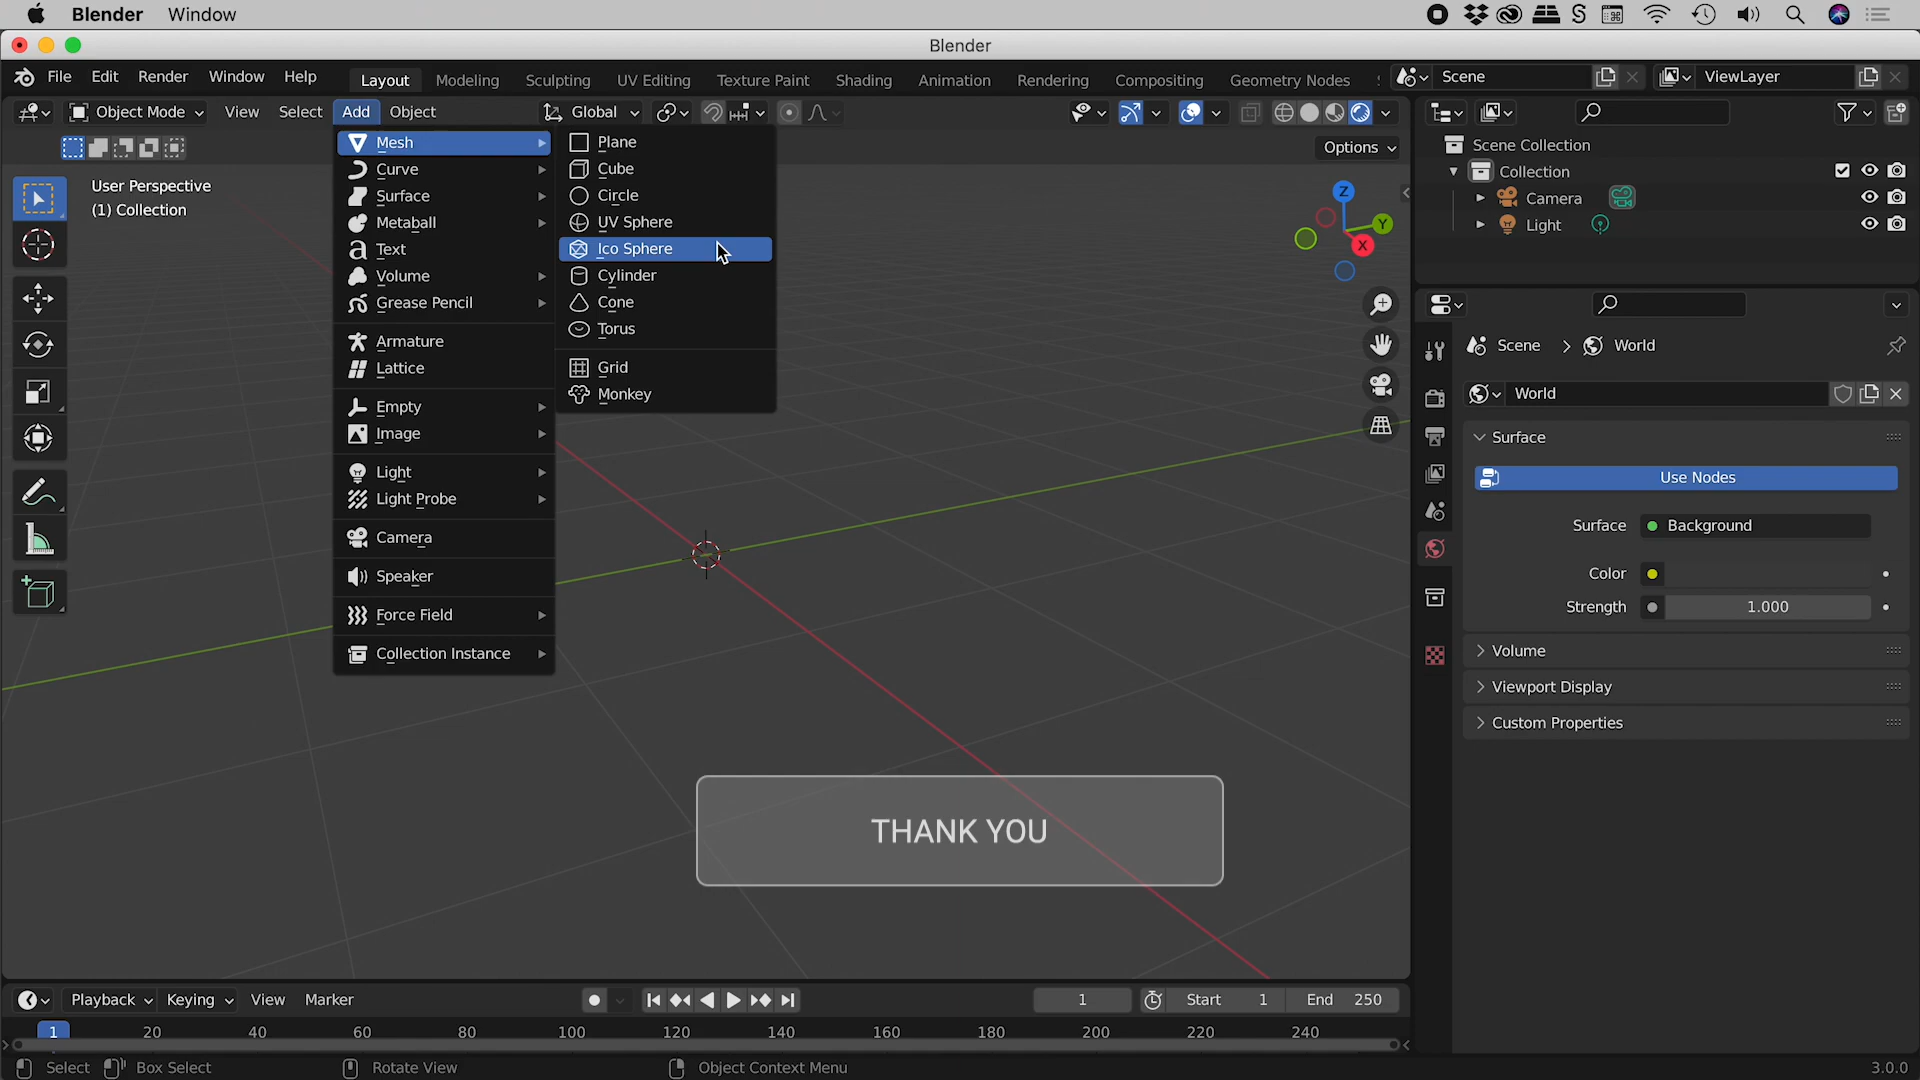 Blender Window
Blender
File Edit Render Window Help
Layout Modeling Sculpting UV Editing Texture Paint Shading Animation Rendering Compositing Geometry Nodes
Scene
ViewLayer
Object Mode View Select Add Object
Global
Options
User Perspective
(1) Collection
Mesh
Curve
Surface
Metaball
Text
Volume
Grease Pencil
Armature
Lattice
Empty
Image
Light
Light Probe
Camera
Speaker
Force Field
Collection Instance
Plane
Cube
Circle
UV Sphere
Ico Sphere
Cylinder
Cone
Torus
Grid
Monkey
Z
Y
X
Scene Collection
Collection
Camera
Light
Scene > World
World
Surface
Use Nodes
Surface Background
Color
Strength 1.000
Volume
Viewport Display
Custom Properties
THANK YOU
Playback Keying View Marker
1
Start 1
End 250
1 20 40 60 80 100 120 140 160 180 200 220 240
Select Box Select Rotate View Object Context Menu
3.0.0